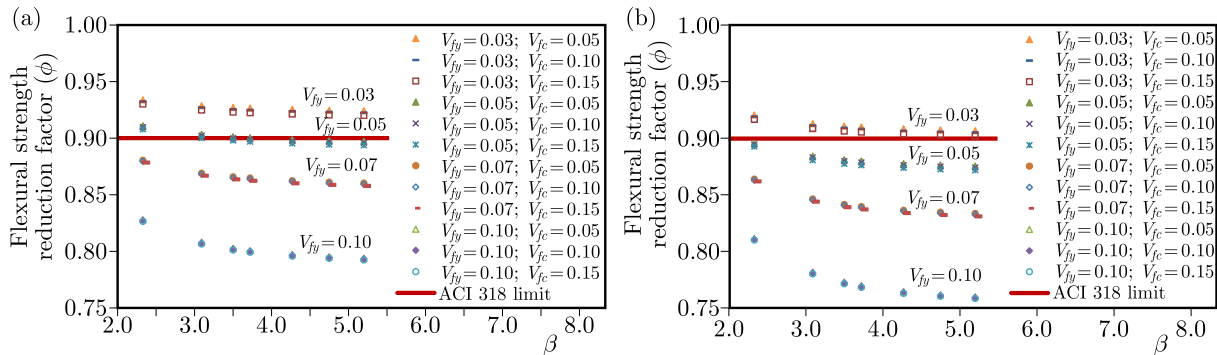 (a)
Flexural strength
reduction factor (ϕ)
1.00
0.95
0.90
0.85
0.80
0.75
2.0 3.0 4.0 5.0 6.0 7.0 8.0
β
V_fy=0.03
V_fy=0.05
V_fy=0.07
V_fy=0.10
V_fy=0.03; V_fc=0.05
V_fy=0.03; V_fc=0.10
V_fy=0.03; V_fc=0.15
V_fy=0.05; V_fc=0.05
V_fy=0.05; V_fc=0.10
V_fy=0.05; V_fc=0.15
V_fy=0.07; V_fc=0.05
V_fy=0.07; V_fc=0.10
V_fy=0.07; V_fc=0.15
V_fy=0.10; V_fc=0.05
V_fy=0.10; V_fc=0.10
V_fy=0.10; V_fc=0.15
ACI 318 limit
(b)
Flexural strength
reduction factor (ϕ)
1.00
0.95
0.90
0.85
0.80
0.75
2.0 3.0 4.0 5.0 6.0 7.0 8.0
β
V_fy=0.03
V_fy=0.05
V_fy=0.07
V_fy=0.10
V_fy=0.03; V_fc=0.05
V_fy=0.03; V_fc=0.10
V_fy=0.03; V_fc=0.15
V_fy=0.05; V_fc=0.05
V_fy=0.05; V_fc=0.10
V_fy=0.05; V_fc=0.15
V_fy=0.07; V_fc=0.05
V_fy=0.07; V_fc=0.10
V_fy=0.07; V_fc=0.15
V_fy=0.10; V_fc=0.05
V_fy=0.10; V_fc=0.10
V_fy=0.10; V_fc=0.15
ACI 318 limit